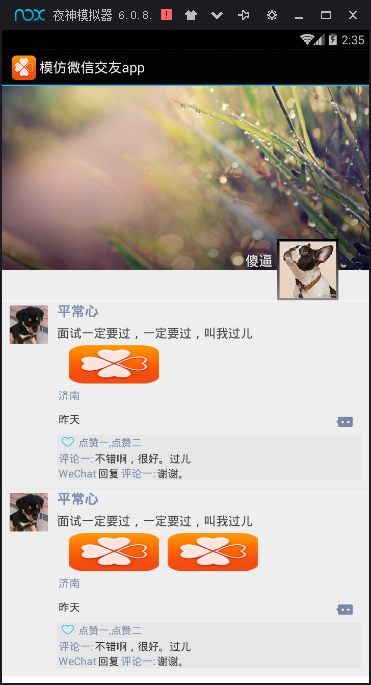 nox 夜神模拟器 6.0.8.
2:35
模仿微信交友app
傻逼
平常心
面试一定要过，一定要过，叫我过儿
济南
昨天
点赞一,点赞二
评论一: 不错啊，很好。过儿
WeChat 回复 评论一: 谢谢。
平常心
面试一定要过，一定要过，叫我过儿
济南
昨天
点赞一,点赞二
评论一: 不错啊，很好。过儿
WeChat 回复 评论一: 谢谢。